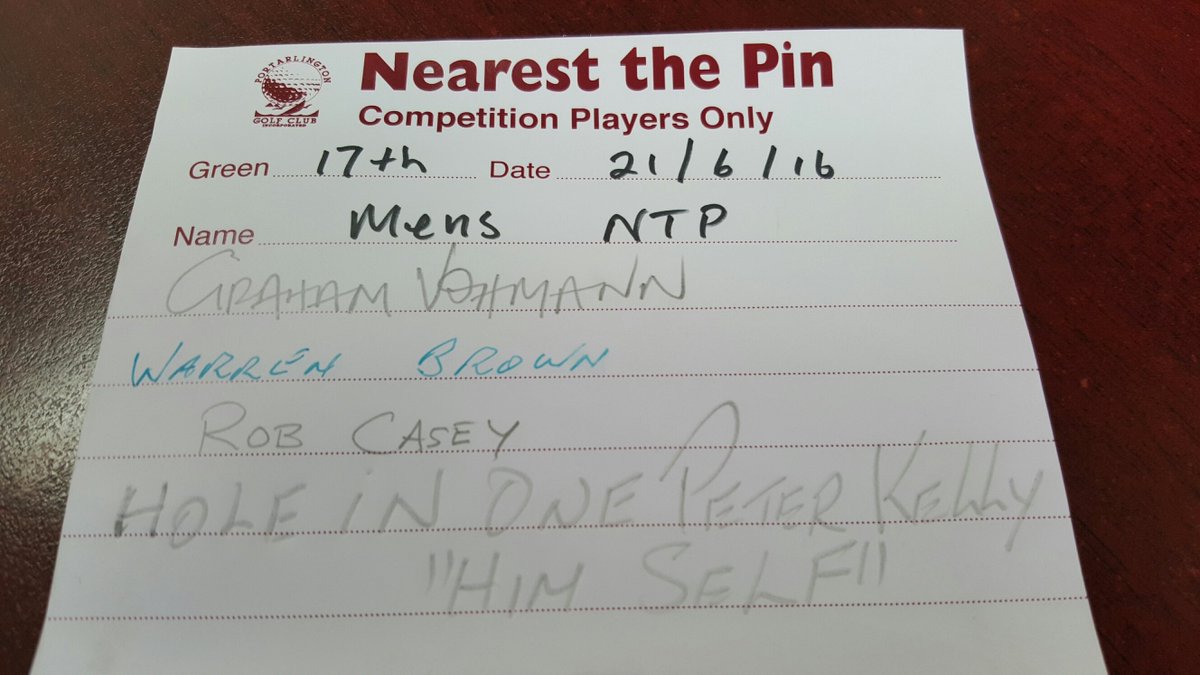 PORTARLINGTON
GOLF CLUB
INCORPORATED
Nearest the Pin
Competition Players Only
Green 17th Date 21/6/16
Name Mens NTP
GRAHAM VOHMANN
WARREN BROWN
ROB CASEY
HOLE IN ONE PETER KELLY
"HIM SELF"